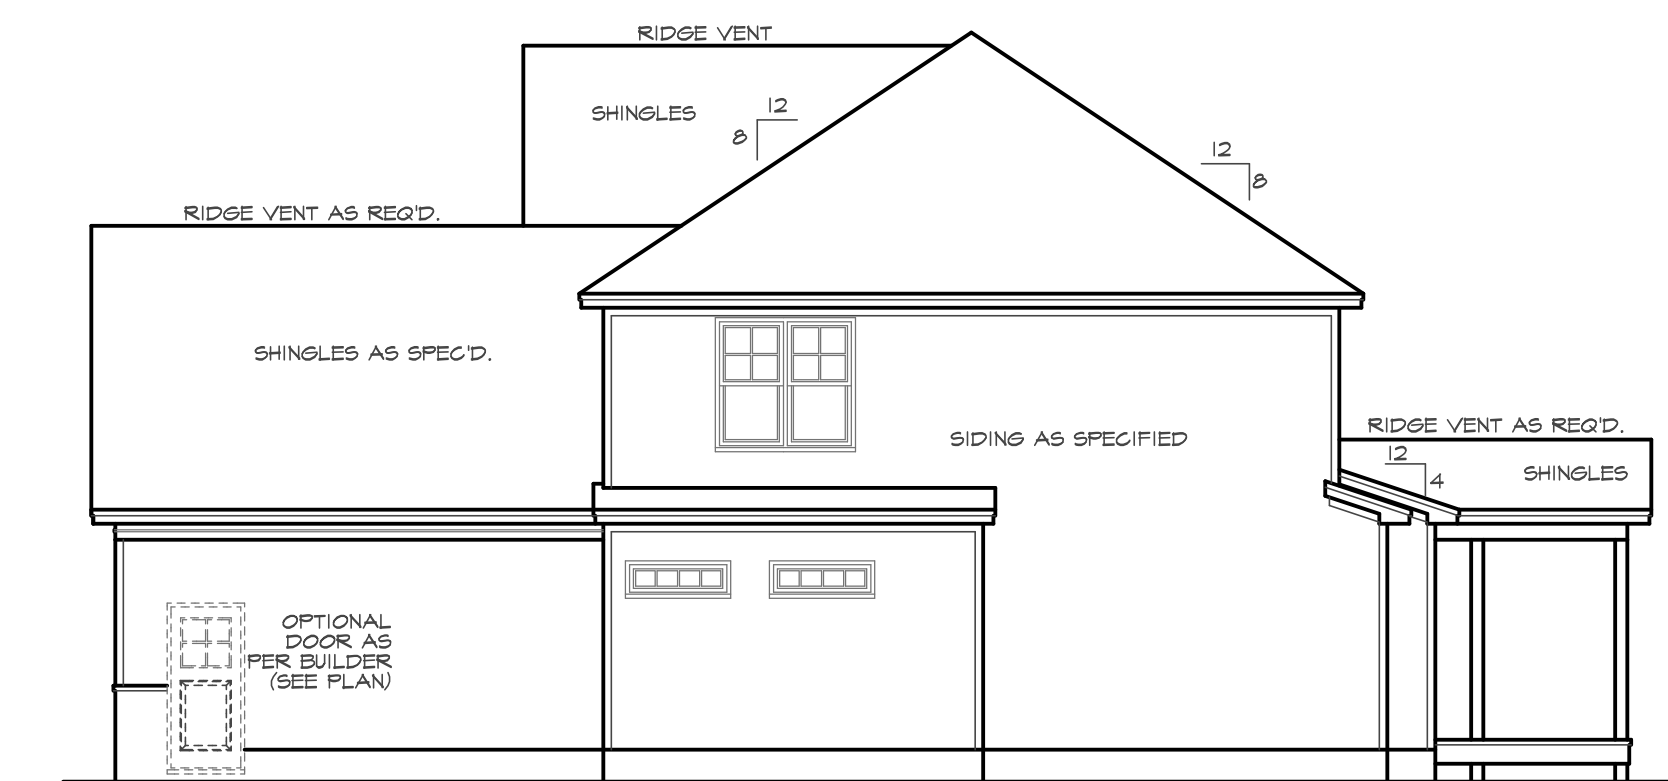 RIDGE VENT
SHINGLES
12
8
12
8
RIDGE VENT AS REQ'D.
SHINGLES AS SPEC'D.
SIDING AS SPECIFIED
RIDGE VENT AS REQ'D.
12
4
SHINGLES
OPTIONAL
DOOR AS
PER BUILDER
(SEE PLAN)